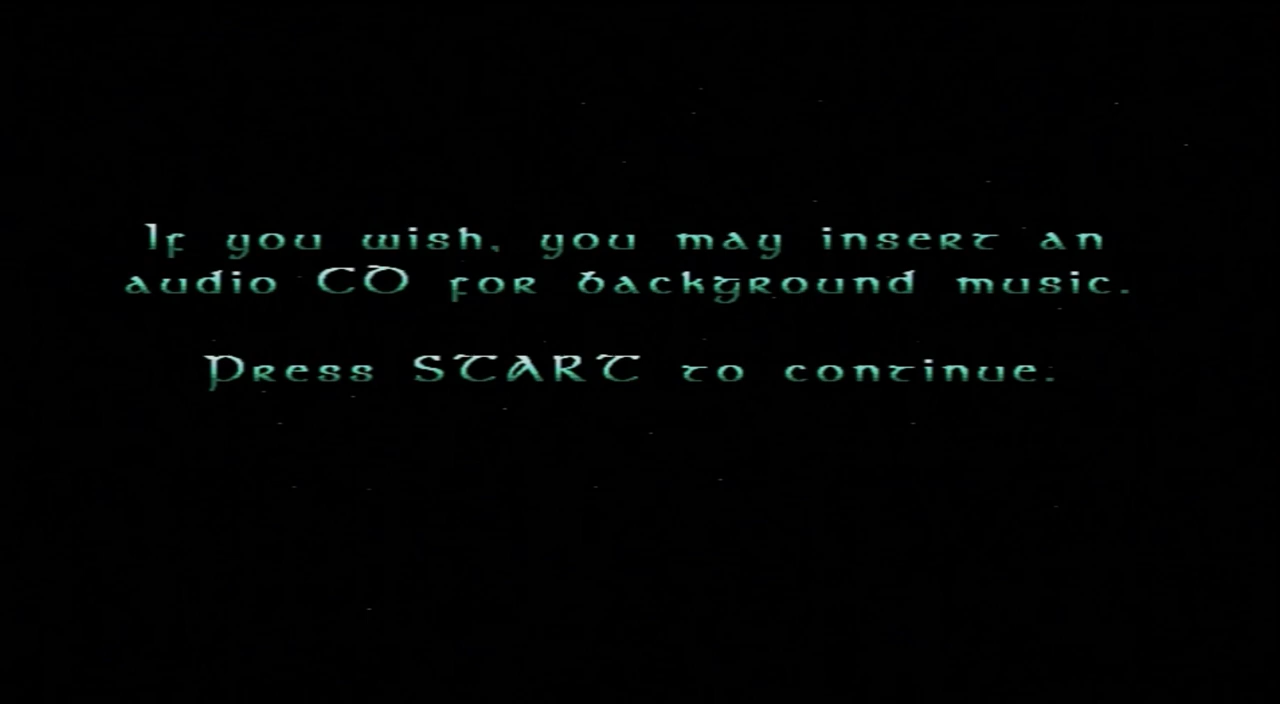 If you wish, you may insert an
audio CD for background music.
Press START to continue.